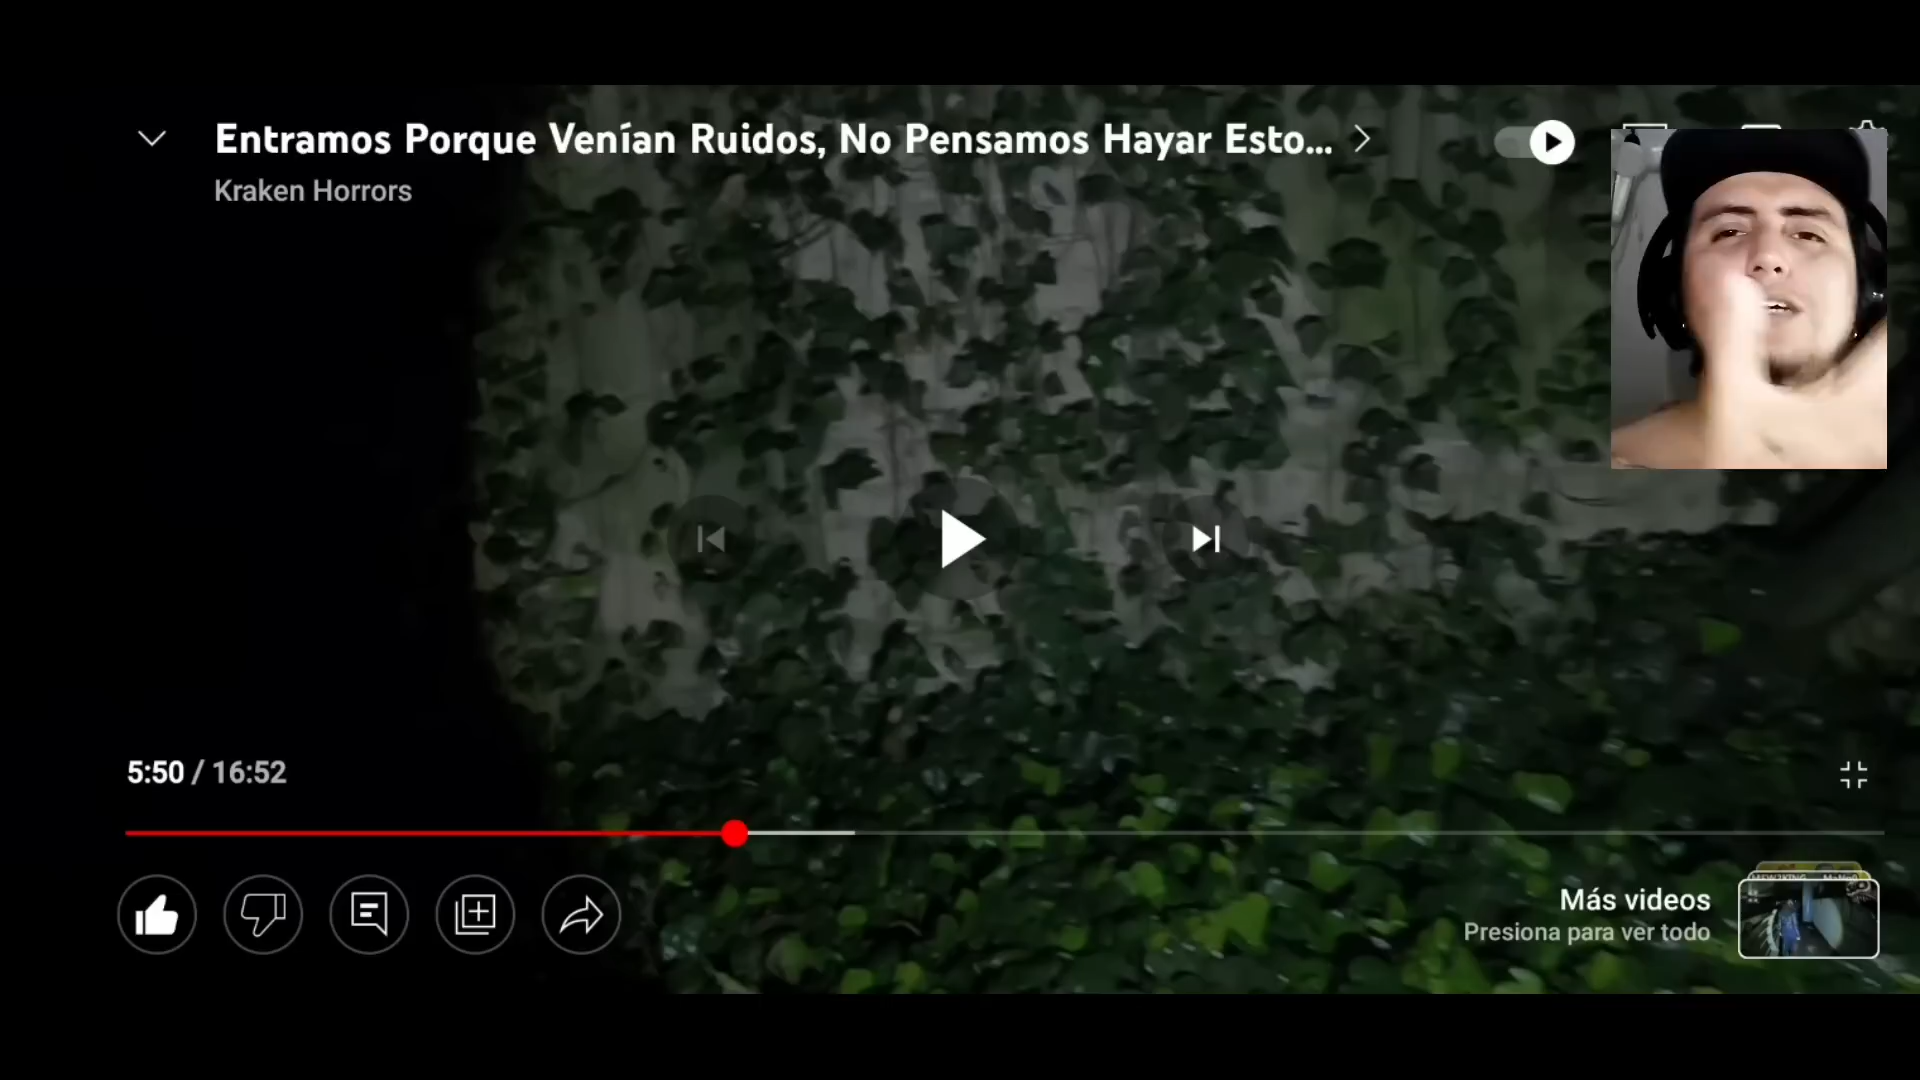 Entramos Porque Venían Ruidos, No Pensamos Hayar Esto...
Kraken Horrors
5:50 / 16:52
Más videos
Presiona para ver todo